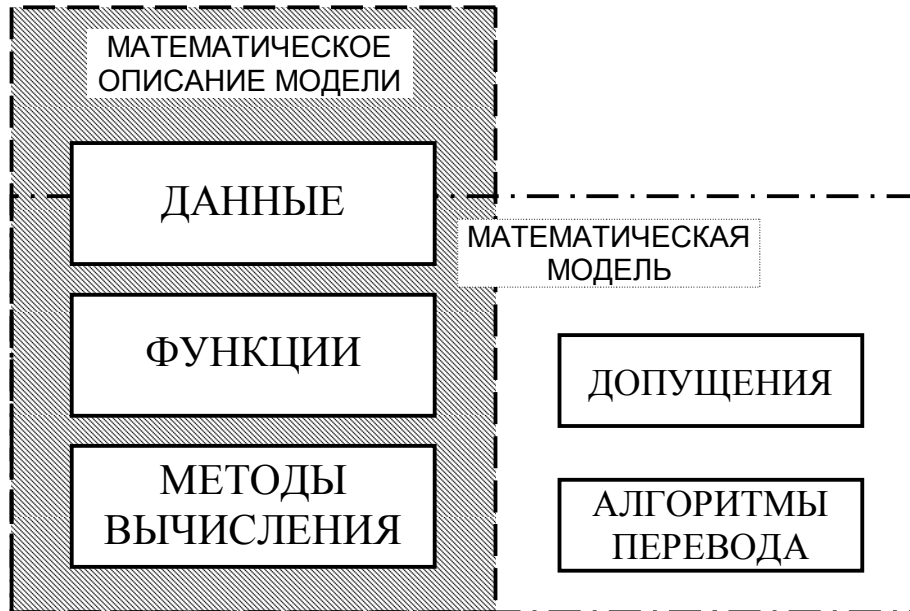 МАТЕМАТИЧЕСКОЕ
ОПИСАНИЕ МОДЕЛИ
ДАННЫЕ
МАТЕМАТИЧЕСКАЯ
МОДЕЛЬ
ФУНКЦИИ
ДОПУЩЕНИЯ
МЕТОДЫ
ВЫЧИСЛЕНИЯ
АЛГОРИТМЫ
ПЕРЕВОДА